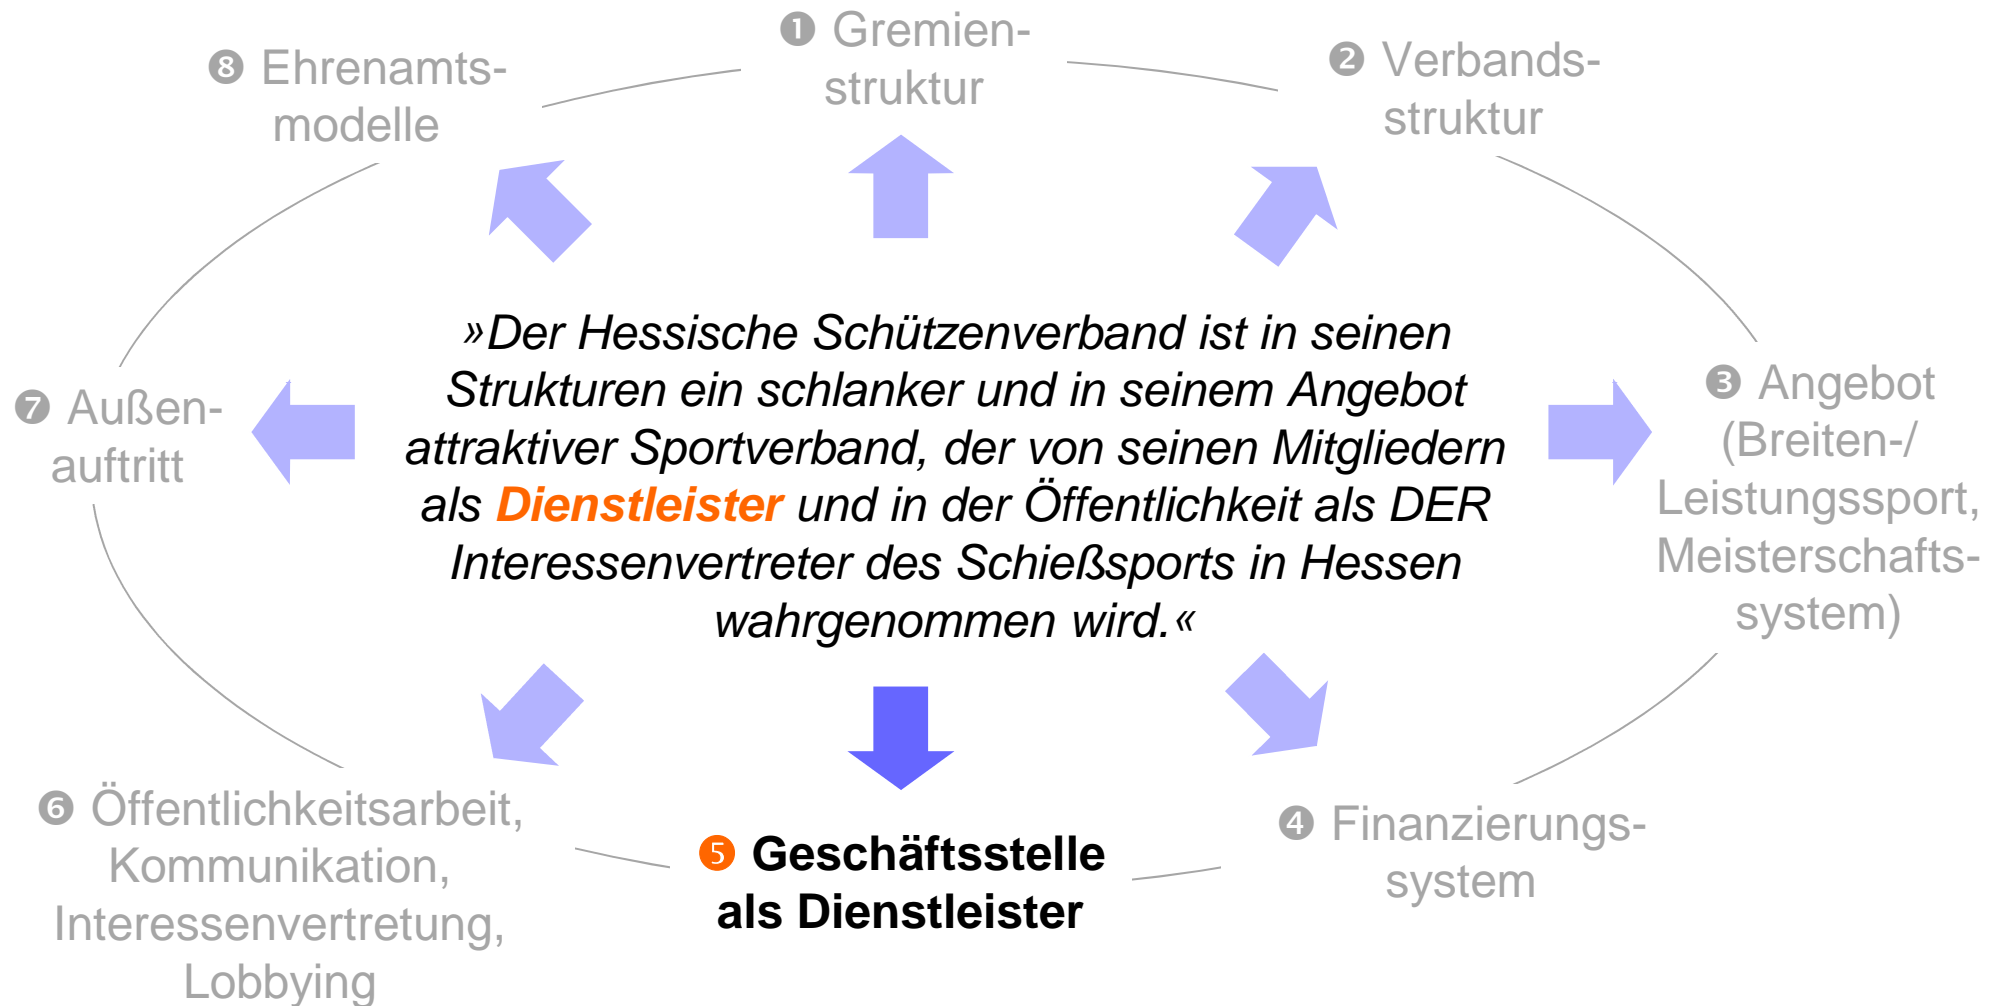 ❶ Gremien-
struktur
❷ Verbands-
struktur
❸ Angebot
(Breiten-/
Leistungssport,
Meisterschafts-
system)
❹ Finanzierungs-
system
❺ Geschäftsstelle
als Dienstleister
❻ Öffentlichkeitsarbeit,
Kommunikation,
Interessenvertretung,
Lobbying
❼ Außen-
auftritt
❽ Ehrenamts-
modelle
»Der Hessische Schützenverband ist in seinen
Strukturen ein schlanker und in seinem Angebot
attraktiver Sportverband, der von seinen Mitgliedern
als Dienstleister und in der Öffentlichkeit als DER
Interessenvertreter des Schießsports in Hessen
wahrgenommen wird.«